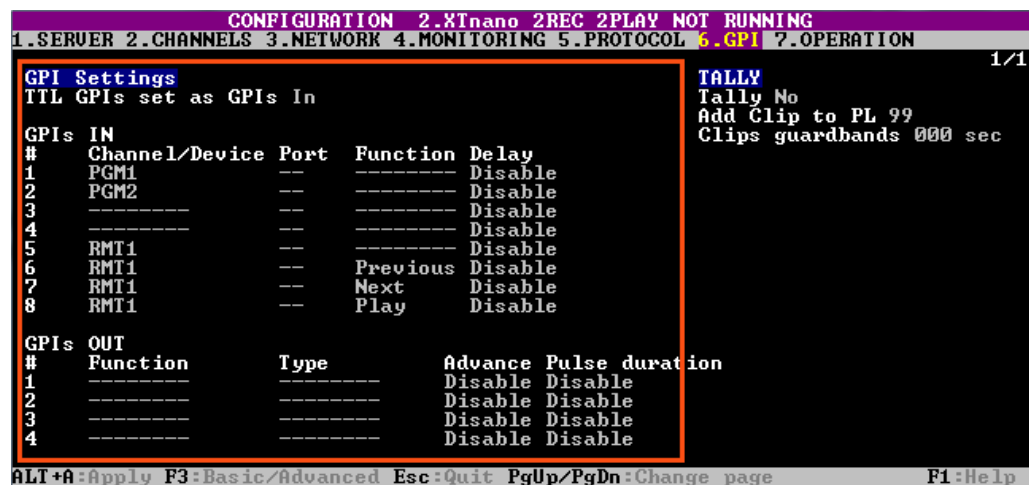 CONFIGURATION 2.XTnano 2REC 2PLAY NOT RUNNING
1.SERVER 2.CHANNELS 3.NETWORK 4.MONITORING 5.PROTOCOL 6.GPI 7.OPERATION
1/1
GPI Settings
TTL GPIs set as GPIs In
GPIs IN
# Channel/Device Port Function Delay
1 PGM1 -- -------- Disable
2 PGM2 -- -------- Disable
3 -------- -- -------- Disable
4 -------- -- -------- Disable
5 RMT1 -- -------- Disable
6 RMT1 -- Previous Disable
7 RMT1 -- Next Disable
8 RMT1 -- Play Disable
GPIs OUT
# Function Type Advance Pulse duration
1 -------- -------- Disable Disable
2 -------- -------- Disable Disable
3 -------- -------- Disable Disable
4 -------- -------- Disable Disable
TALLY
Tally No
Add Clip to PL 99
Clips guardbands 000 sec
ALT+A:Apply F3:Basic/Advanced Esc:Quit PgUp/PgDn:Change page F1:Help